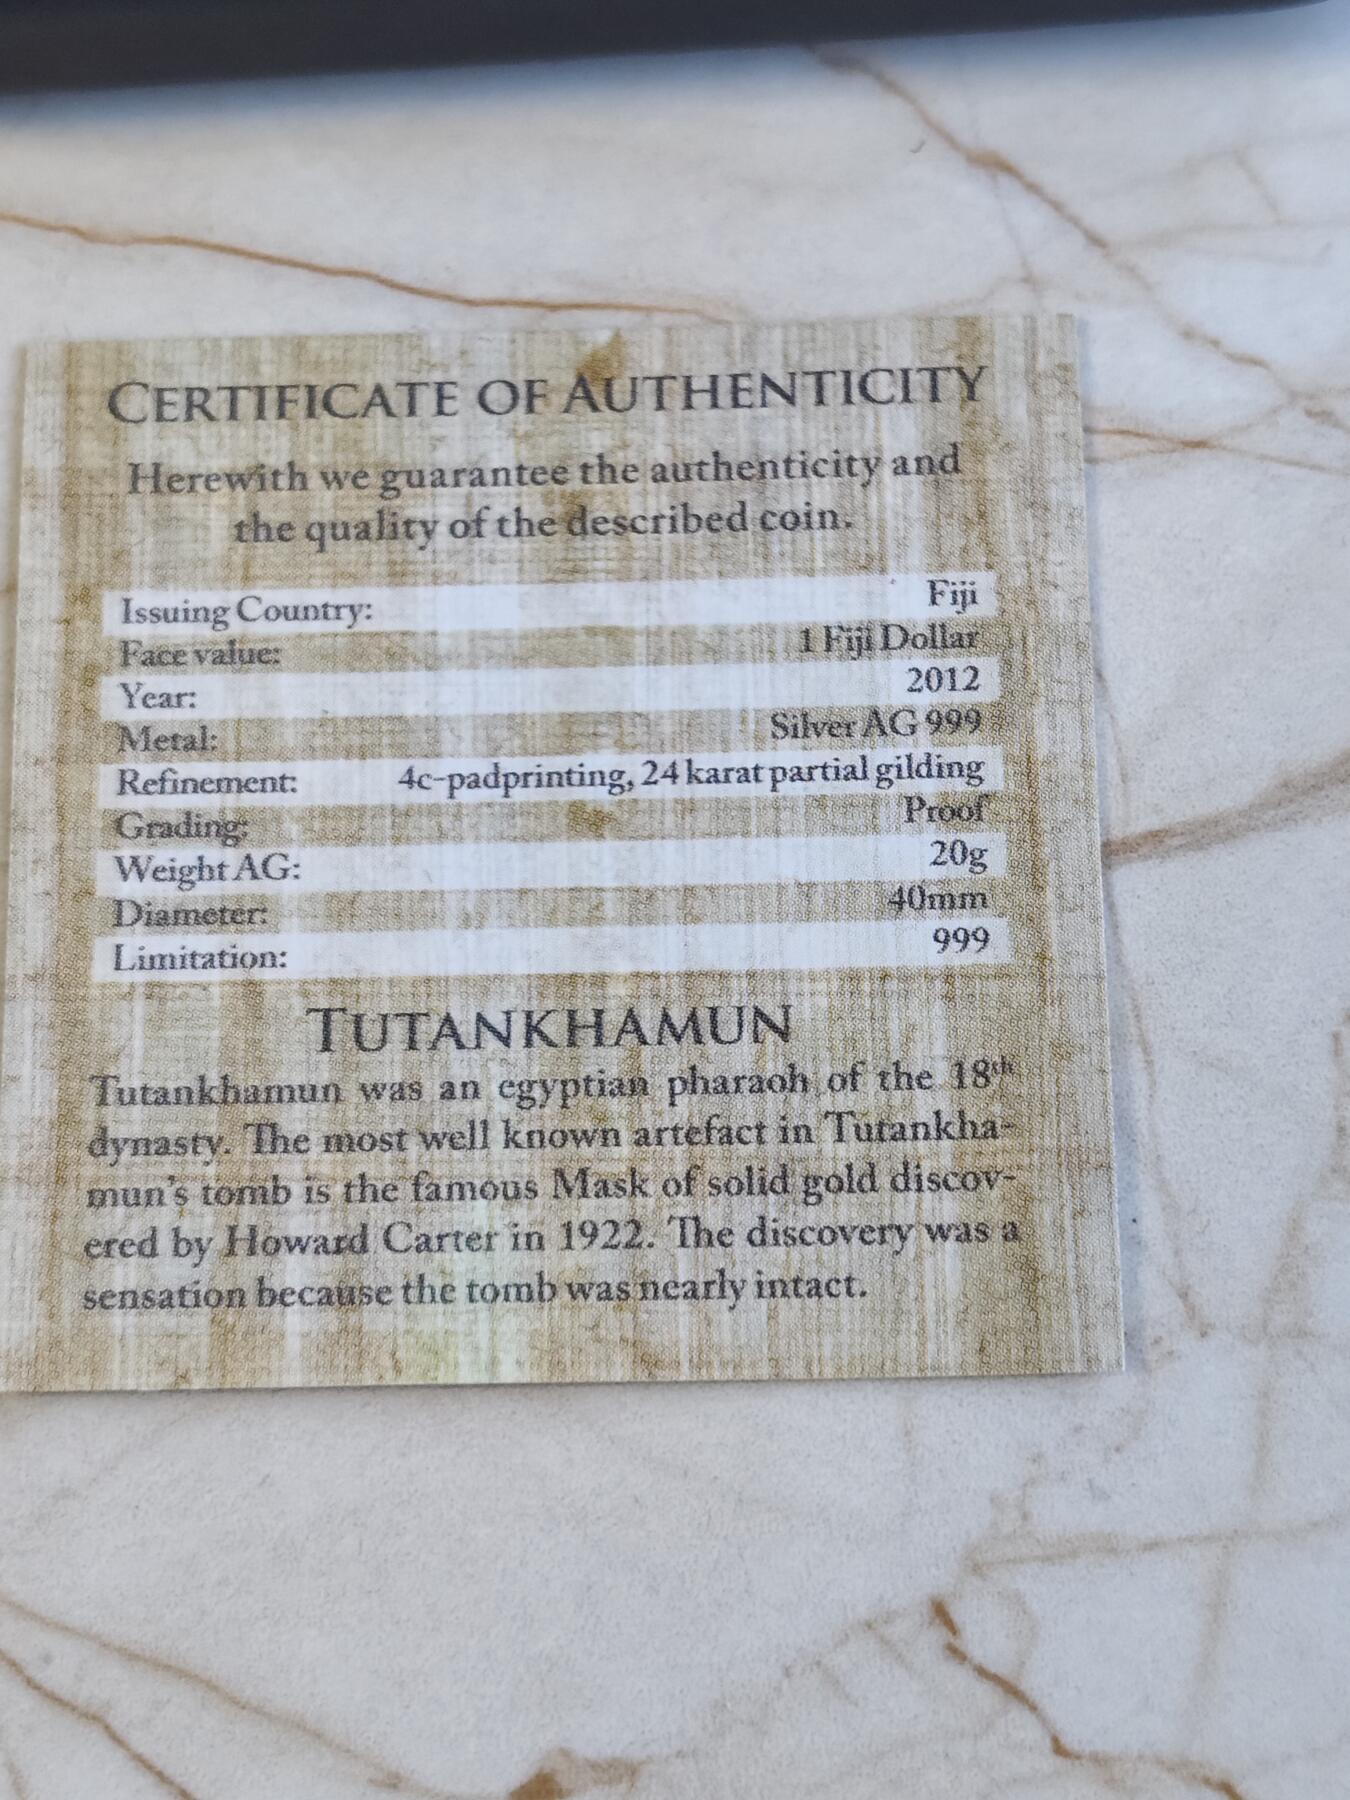 CERTIFICATE OF AUTHENTICITY
Herewith we guarantee the authenticity and
the quality of the described coin.
Issuing Country: Fiji
Face value: 1 Fiji Dollar
Year: 2012
Metal: Silver AG 999
Refinement: 4c-padprinting, 24 karat partial gilding
Grading: Proof
Weight AG: 20g
Diameter: 40mm
Limitation: 999
TUTANKHAMUN
Tutankhamun was an egyptian pharaoh of the 18th
dynasty. The most well known artefact in Tutankha-
mun's tomb is the famous Mask of solid gold discov-
ered by Howard Carter in 1922. The discovery was a
sensation because the tomb was nearly intact.